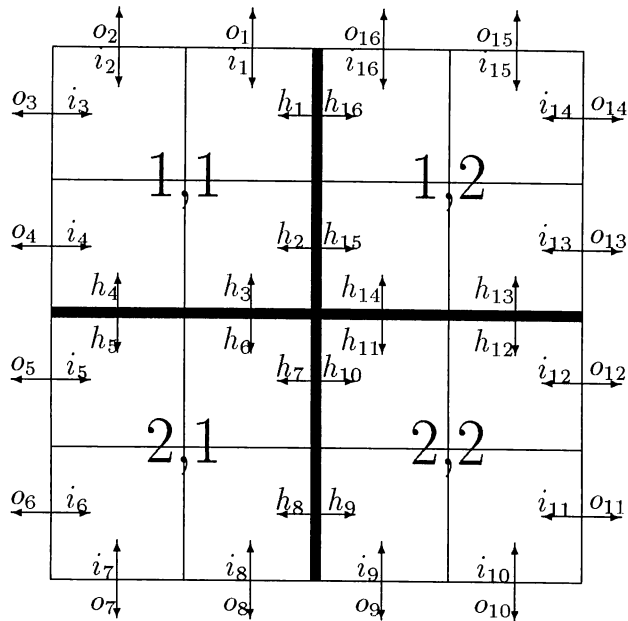 o₂ o₁ o₁₆ o₁₅
i₂ i₁ i₁₆ i₁₅
o₃ i₃ h₁ h₁₆ i₁₄ o₁₄
1,1 1,2
o₄ i₄ h₂ h₁₅ i₁₃ o₁₃
h₄ h₃ h₁₄ h₁₃
h₅ h₆ h₁₁ h₁₂
o₅ i₅ h₇ h₁₀ i₁₂ o₁₂
2,1 2,2
o₆ i₆ h₈ h₉ i₁₁ o₁₁
i₇ i₈ i₉ i₁₀
o₇ o₈ o₉ o₁₀